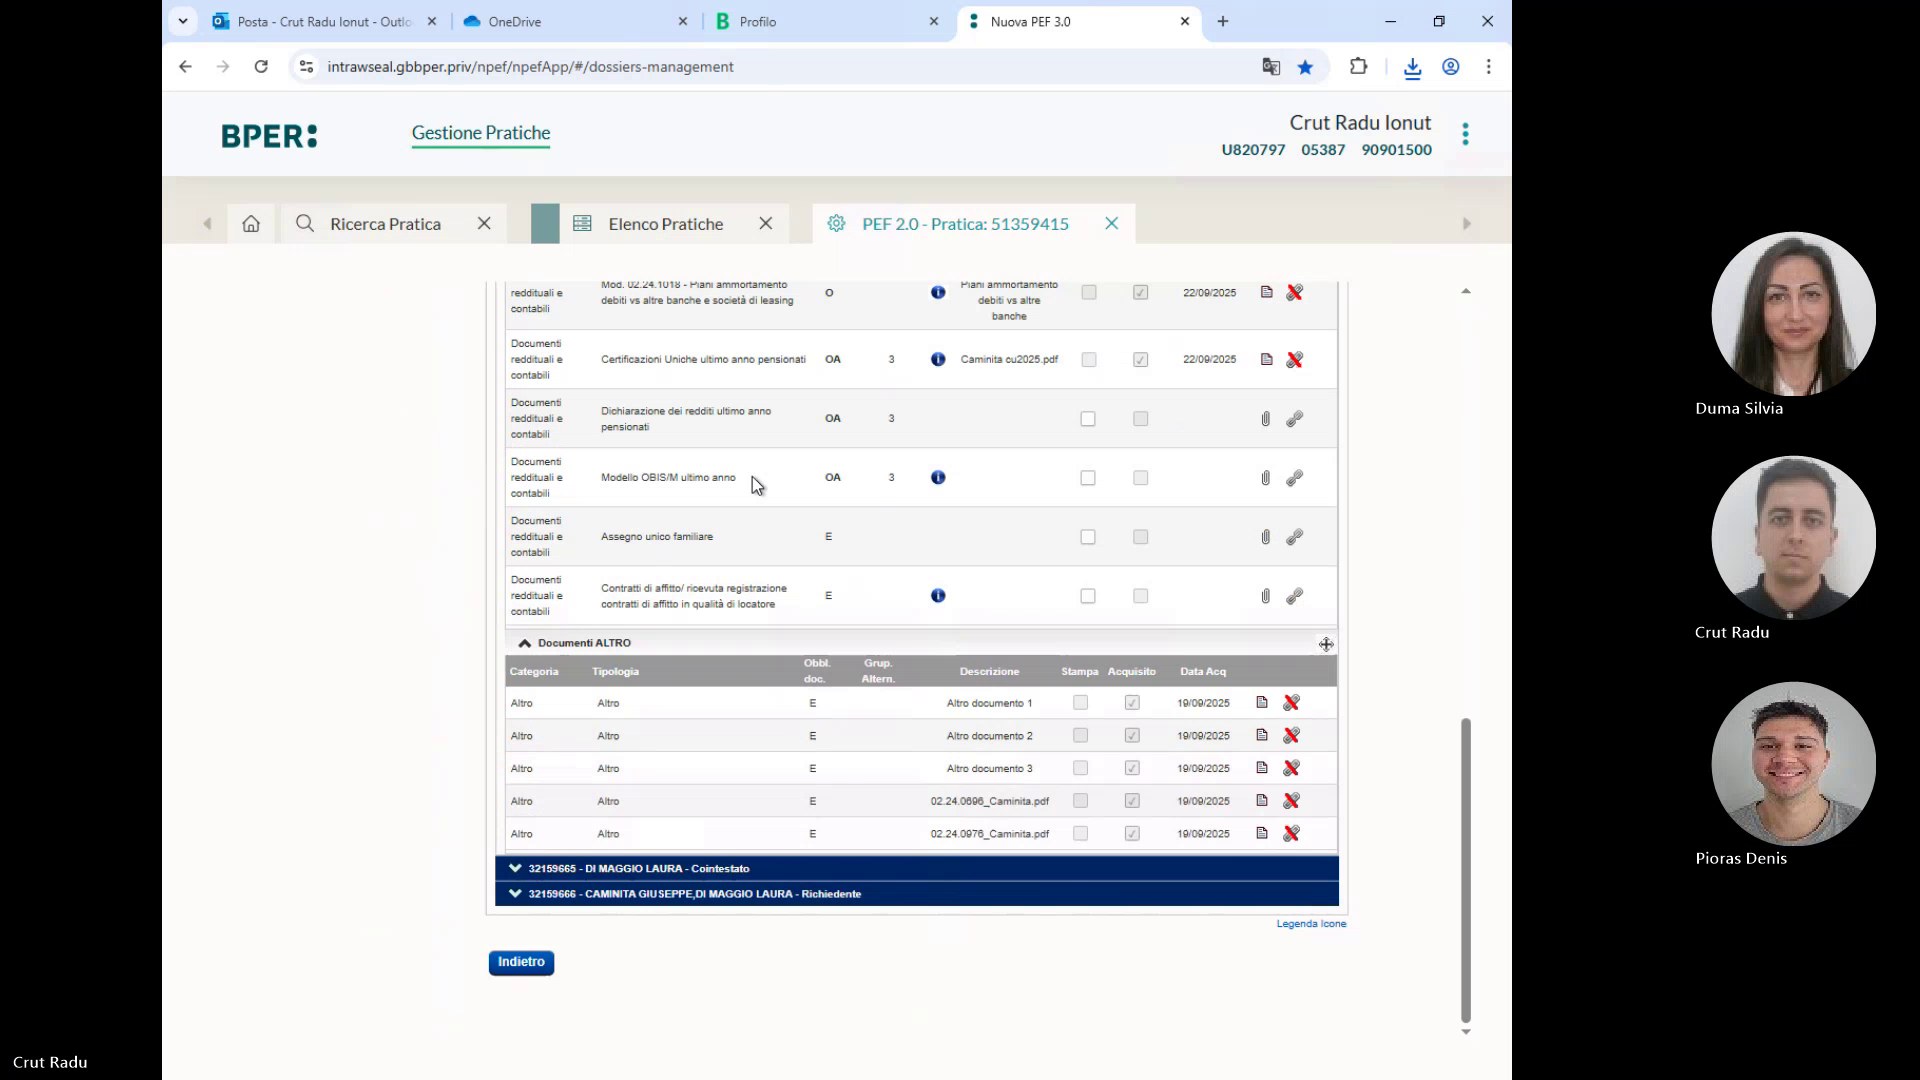 Posta - Crut Radu Ionut - Outlo
OneDrive
Profilo
Nuova PEF 3.0
intrawseal.gbbper.priv/npef/npefApp/#/dossiers-management
BPER:
Gestione Pratiche
Crut Radu Ionut
U820797 05387 90901500
Ricerca Pratica
Elenco Pratiche
PEF 2.0 - Pratica: 51359415
redditualі e contabili
Mod. 02.24.1018 - Piani ammortamento debiti vs altre banche e società di leasing
O
Piani ammortamento debiti vs altre banche
22/09/2025
Documenti reddituali e contabili
Certificazioni Uniche ultimo anno pensionati
OA
3
Caminita cu2025.pdf
22/09/2025
Documenti reddituali e contabili
Dichiarazione dei redditi ultimo anno pensionati
OA
3
Documenti reddituali e contabili
Modello OBIS/M ultimo anno
OA
3
Documenti reddituali e contabili
Assegno unico familiare
E
Documenti reddituali e contabili
Contratti di affitto/ ricevuta registrazione contratti di affitto in qualità di locatore
E
Documenti ALTRO
Categoria Tipologia Obbl. doc. Grup. Altern. Descrizione Stampa Acquisito Data Acq
Altro Altro E Altro documento 1 19/09/2025
Altro Altro E Altro documento 2 19/09/2025
Altro Altro E Altro documento 3 19/09/2025
Altro Altro E 02.24.0696_Caminita.pdf 19/09/2025
Altro Altro E 02.24.0976_Caminita.pdf 19/09/2025
32159665 - DI MAGGIO LAURA - Cointestato
32159666 - CAMINITA GIUSEPPE,DI MAGGIO LAURA - Richiedente
Legenda Icone
Indietro
Duma Silvia
Crut Radu
Pioras Denis
Crut Radu